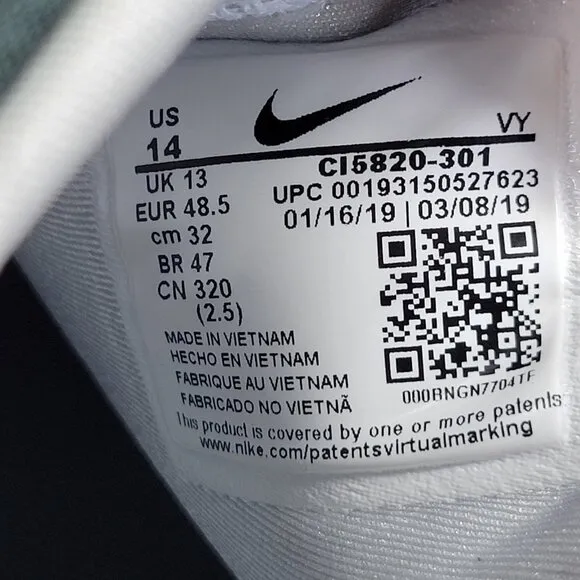 US
14
VY
CI5820-301
UK 13
UPC 00193150527623
EUR 48.5
01/16/19 | 03/08/19
cm 32
BR 47
CN 320
(2.5)
MADE IN VIETNAM
HECHO EN VIETNAM
FABRIQUE AU VIETNAM
FABRICADO NO VIETNÃ
000BNGN7704TF
This product is covered by one or more patents
www.nike.com/patentsvirtualmarking